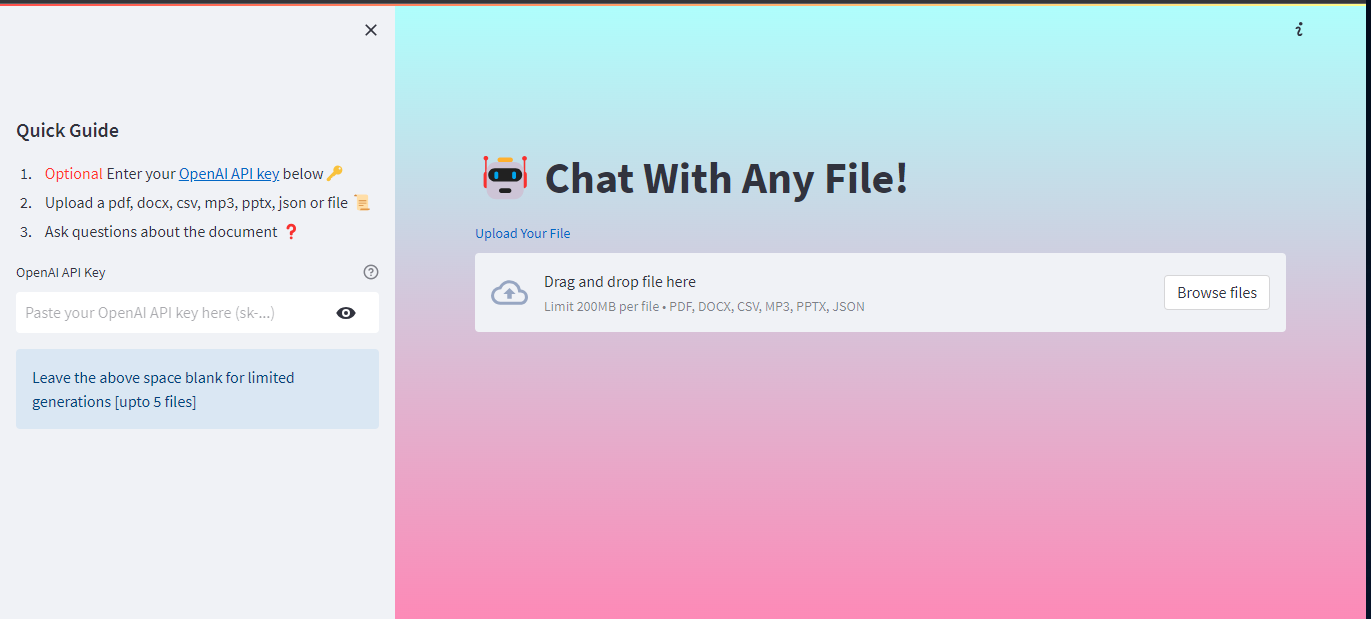 Quick Guide
1. Optional Enter your OpenAI API key below 🔑
2. Upload a pdf, docx, csv, mp3, pptx, json or file 📜
3. Ask questions about the document ❓
OpenAI API Key
Paste your OpenAI API key here (sk-...)
Leave the above space blank for limited
generations [upto 5 files]
i
🤖 Chat With Any File!
Upload Your File
Drag and drop file here
Limit 200MB per file • PDF, DOCX, CSV, MP3, PPTX, JSON
Browse files